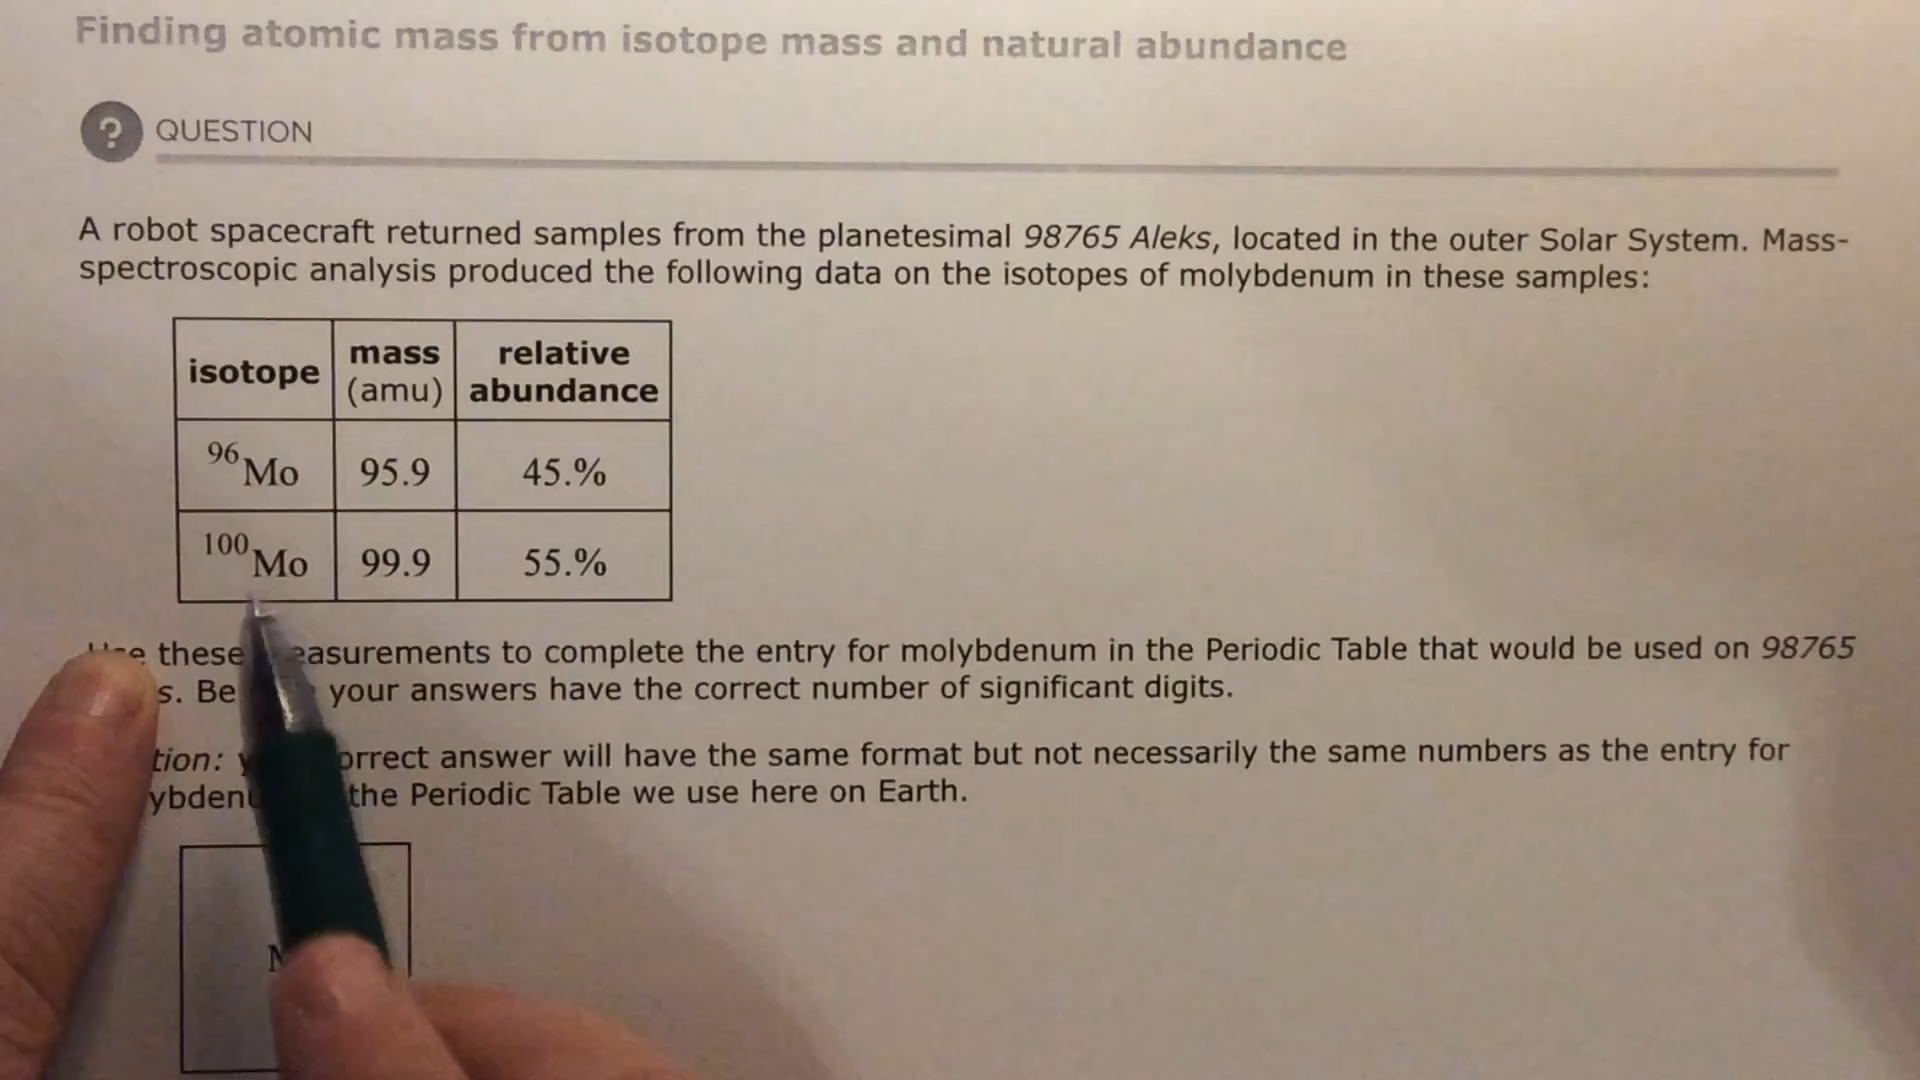 Finding atomic mass from isotope mass and natural abundance
? QUESTION
A robot spacecraft returned samples from the planetesimal 98765 Aleks, located in the outer Solar System. Mass-
spectroscopic analysis produced the following data on the isotopes of molybdenum in these samples:
isotope mass (amu) relative abundance
96Mo 95.9 45.%
100Mo 99.9 55.%
these to complete the entry for molybdenum in the Periodic Table that would be used on 98765
Be your answers have the correct number of significant digits.
answer will have the same format but not necessarily the same numbers as the entry for
the Periodic Table we use here on Earth.